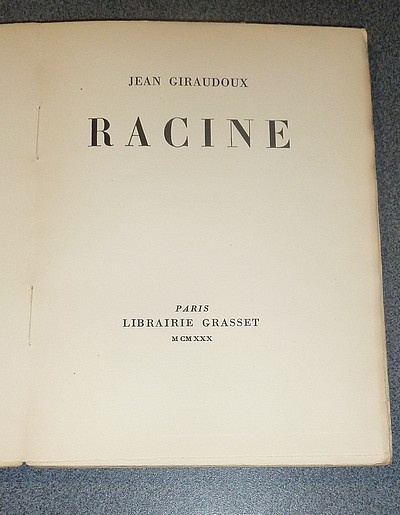 JEAN GIRAUDOUX
RACINE
PARIS
LIBRAIRIE GRASSET
MCMXXX